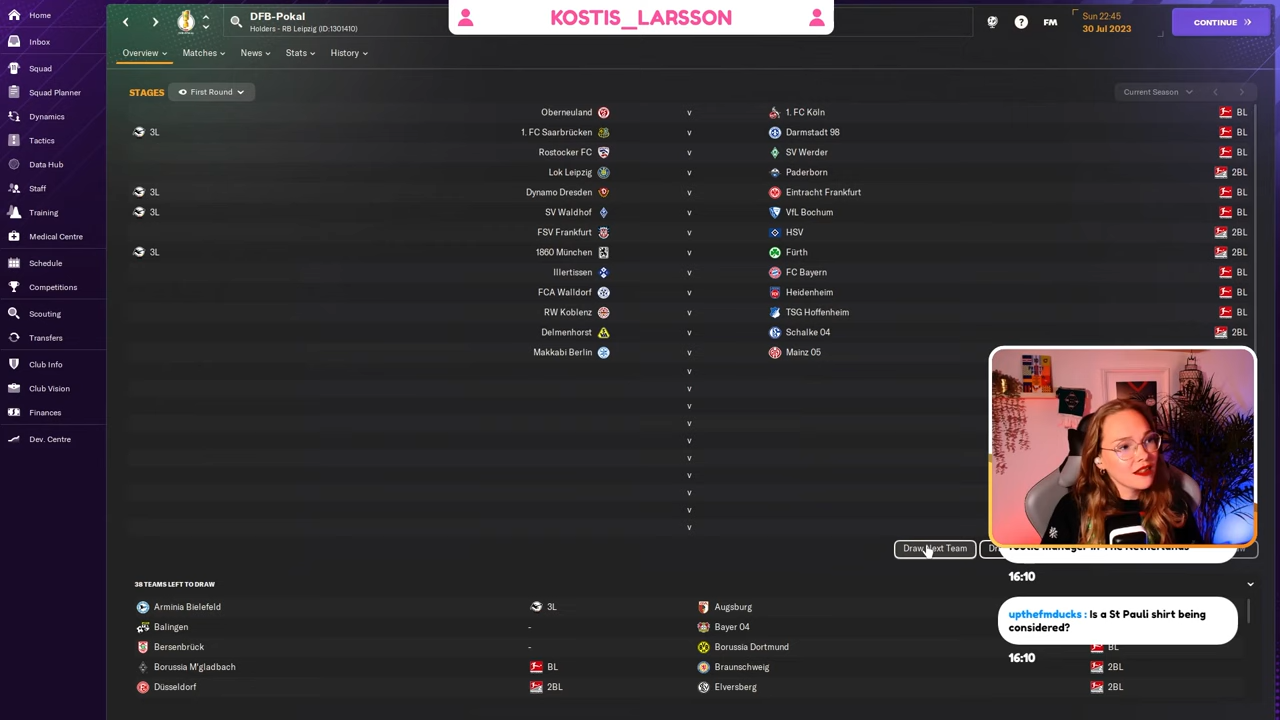 Home
Inbox
Squad
Squad Planner
Dynamics
Tactics
Data Hub
Staff
Training
Medical Centre
Schedule
Competitions
Scouting
Transfers
Club Info
Club Vision
Finances
Dev. Centre
DFB-Pokal
Holders - RB Leipzig (ID:1301410)
KOSTIS_LARSSON
?
FM
Sun 22:45
30 Jul 2023
CONTINUE
Overview
Matches
News
Stats
History
STAGES
First Round
Current Season
Oberneuland v 1. FC Köln BL
3L 1. FC Saarbrücken v Darmstadt 98 BL
Rostocker FC v SV Werder BL
Lok Leipzig v Paderborn 2BL
3L Dynamo Dresden v Eintracht Frankfurt BL
3L SV Waldhof v VfL Bochum BL
FSV Frankfurt v HSV 2BL
3L 1860 München v Fürth 2BL
Illertissen v FC Bayern BL
FCA Walldorf v Heidenheim BL
RW Koblenz v TSG Hoffenheim BL
Delmenhorst v Schalke 04 2BL
Makkabi Berlin v Mainz 05
v
v
v
v
v
v
v
v
v
v
Draw Next Team
38 TEAMS LEFT TO DRAW
Arminia Bielefeld 3L Augsburg
Balingen - Bayer 04
Bersenbrück - Borussia Dortmund BL
Borussia M'gladbach BL Braunschweig 2BL
Düsseldorf 2BL Elversberg 2BL
16:10
upthefmducks : Is a St Pauli shirt being
considered?
16:10